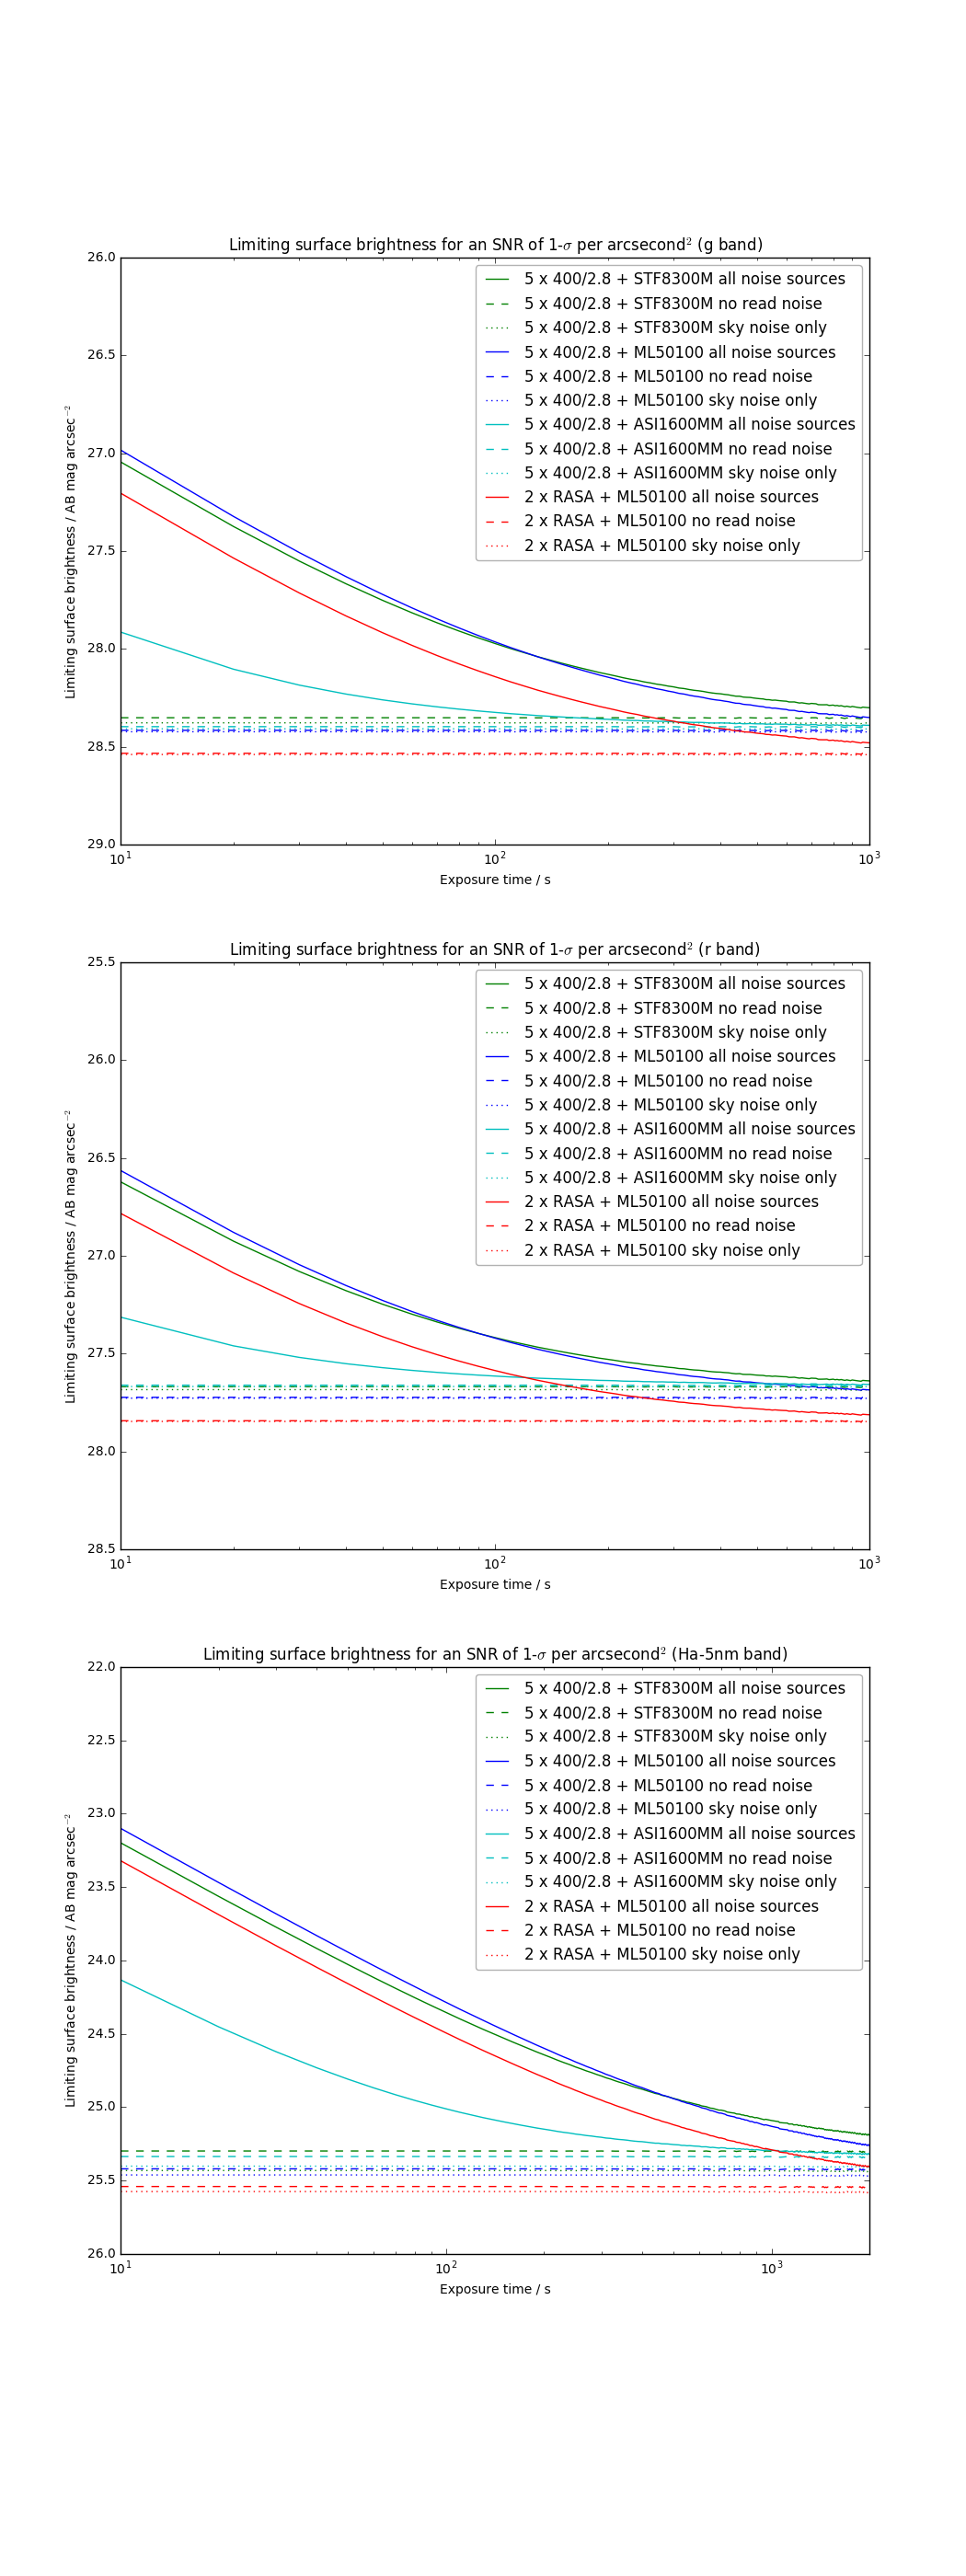 Limiting surface brightness for an SNR of 1-σ per arcsecond² (g band)
26.0
26.5
27.0
27.5
28.0
28.5
29.0
Limiting surface brightness / AB mag arcsec⁻²
5 x 400/2.8 + STF8300M all noise sources
5 x 400/2.8 + STF8300M no read noise
5 x 400/2.8 + STF8300M sky noise only
5 x 400/2.8 + ML50100 all noise sources
5 x 400/2.8 + ML50100 no read noise
5 x 400/2.8 + ML50100 sky noise only
5 x 400/2.8 + ASI1600MM all noise sources
5 x 400/2.8 + ASI1600MM no read noise
5 x 400/2.8 + ASI1600MM sky noise only
2 x RASA + ML50100 all noise sources
2 x RASA + ML50100 no read noise
2 x RASA + ML50100 sky noise only
10¹ 10² 10³
Exposure time / s
Limiting surface brightness for an SNR of 1-σ per arcsecond² (r band)
25.5
26.0
26.5
27.0
27.5
28.0
28.5
Limiting surface brightness / AB mag arcsec⁻²
5 x 400/2.8 + STF8300M all noise sources
5 x 400/2.8 + STF8300M no read noise
5 x 400/2.8 + STF8300M sky noise only
5 x 400/2.8 + ML50100 all noise sources
5 x 400/2.8 + ML50100 no read noise
5 x 400/2.8 + ML50100 sky noise only
5 x 400/2.8 + ASI1600MM all noise sources
5 x 400/2.8 + ASI1600MM no read noise
5 x 400/2.8 + ASI1600MM sky noise only
2 x RASA + ML50100 all noise sources
2 x RASA + ML50100 no read noise
2 x RASA + ML50100 sky noise only
10¹ 10² 10³
Exposure time / s
Limiting surface brightness for an SNR of 1-σ per arcsecond² (Ha-5nm band)
22.0
22.5
23.0
23.5
24.0
24.5
25.0
25.5
26.0
Limiting surface brightness / AB mag arcsec⁻²
5 x 400/2.8 + STF8300M all noise sources
5 x 400/2.8 + STF8300M no read noise
5 x 400/2.8 + STF8300M sky noise only
5 x 400/2.8 + ML50100 all noise sources
5 x 400/2.8 + ML50100 no read noise
5 x 400/2.8 + ML50100 sky noise only
5 x 400/2.8 + ASI1600MM all noise sources
5 x 400/2.8 + ASI1600MM no read noise
5 x 400/2.8 + ASI1600MM sky noise only
2 x RASA + ML50100 all noise sources
2 x RASA + ML50100 no read noise
2 x RASA + ML50100 sky noise only
10¹ 10² 10³
Exposure time / s